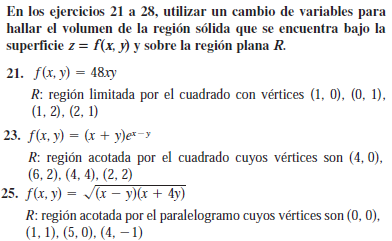 En los ejercicios 21 a 28, utilizar un cambio de variables para
hallar el volumen de la región sólida que se encuentra bajo la
superficie z = f(x, y) y sobre la región plana R.
21. f(x, y) = 48xy
R: región limitada por el cuadrado con vértices (1, 0), (0, 1),
(1, 2), (2, 1)
23. f(x, y) = (x + y)eˣ⁻ʸ
R: región acotada por el cuadrado cuyos vértices son (4, 0),
(6, 2), (4, 4), (2, 2)
25. f(x, y) = √(x − y)(x + 4y)
R: región acotada por el paralelogramo cuyos vértices son (0, 0),
(1, 1), (5, 0), (4, −1)